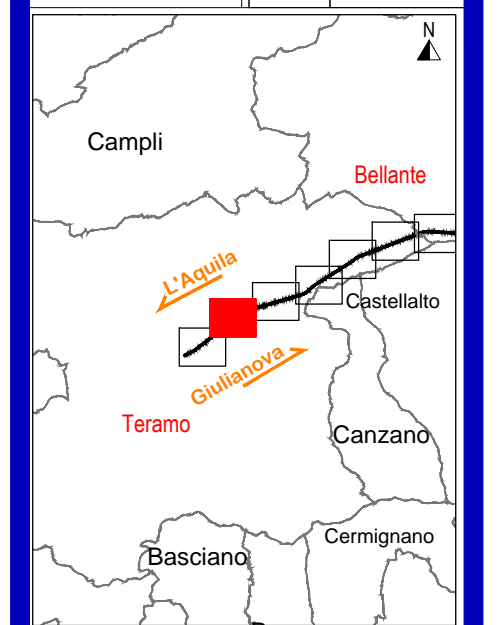 N
Campli
Bellante
L'Aquila
Castellalto
Giulianova
Teramo
Canzano
Cermignano
Basciano